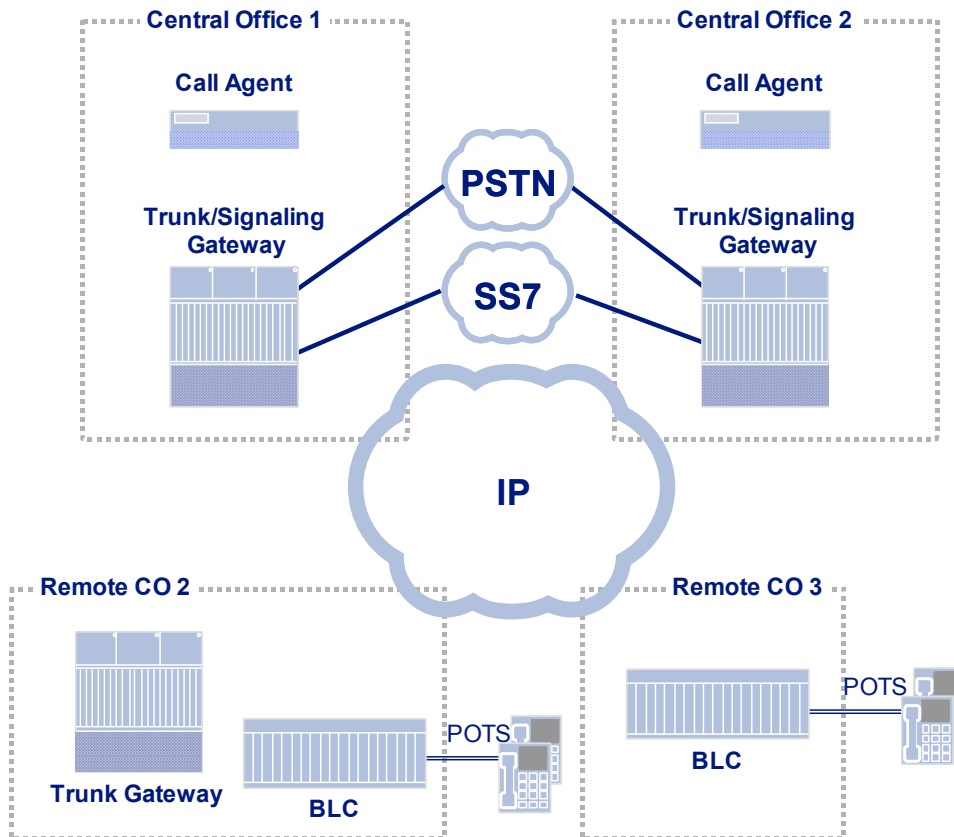 Central Office 1
Central Office 2
Call Agent
Call Agent
PSTN
Trunk/Signaling
Gateway
Trunk/Signaling
Gateway
SS7
IP
Remote CO 2
Remote CO 3
POTS
BLC
POTS
Trunk Gateway
BLC